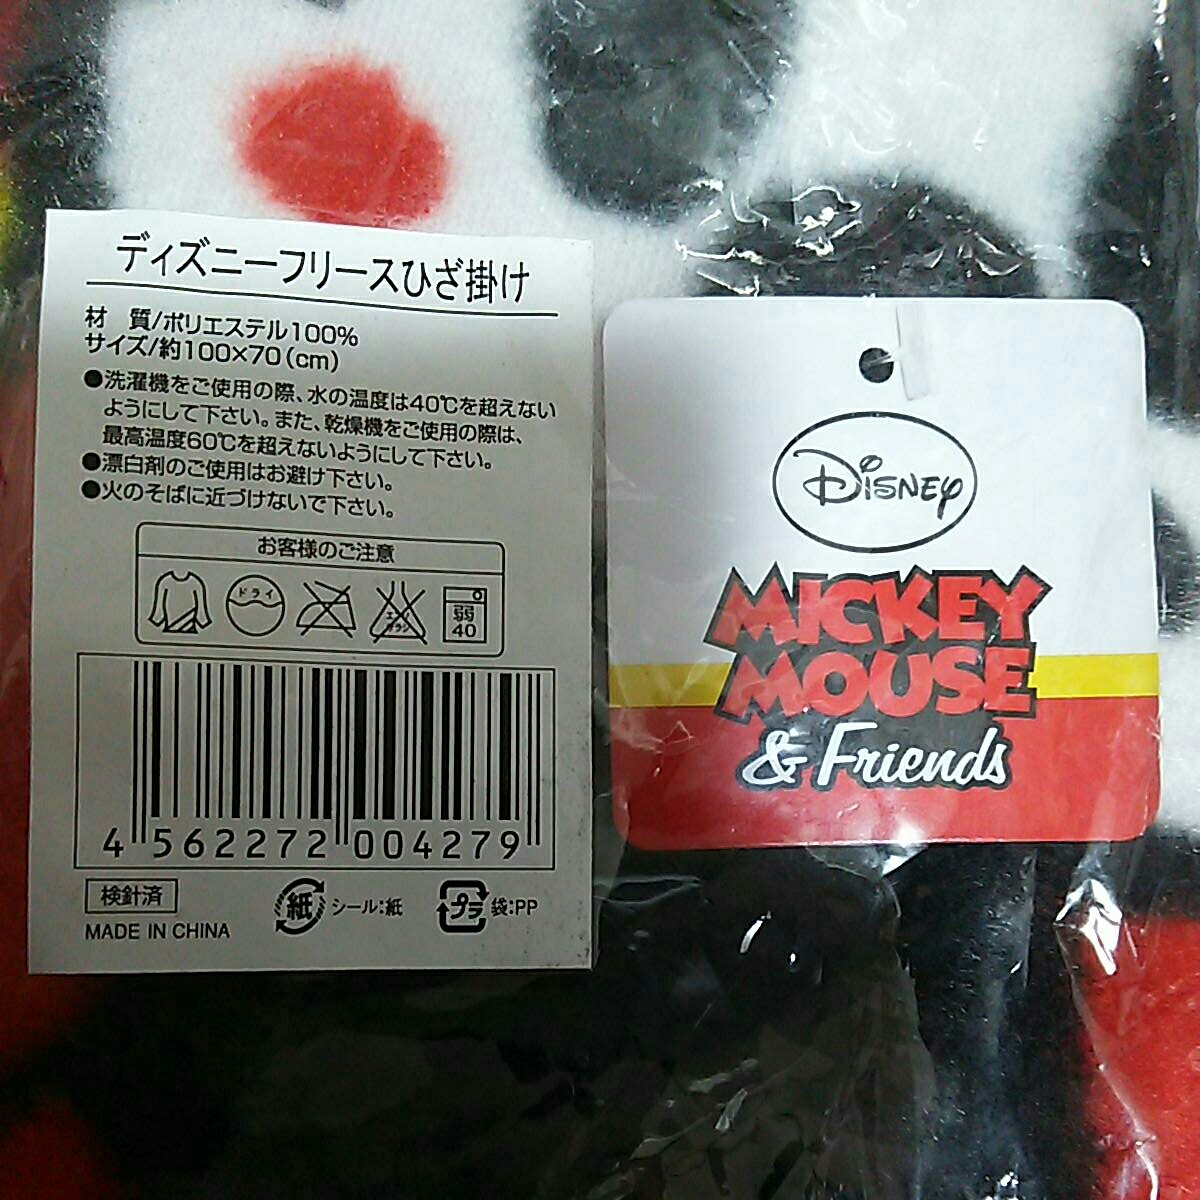 ディズニーフリースひざ掛け
材　質/ポリエステル100%
サイズ/約100×70(cm)
●洗濯機をご使用の際、水の温度は40℃を超えない
ようにして下さい。また、乾燥機をご使用の際は、
最高温度60℃を超えないようにして下さい。
●漂白剤のご使用はお避け下さい。
●火のそばに近づけないで下さい。
お客様のご注意
ドライ
エンソ
サラシ
弱
40
4 562272 004279
検針済
紙 シール:紙
プラ 袋:PP
MADE IN CHINA
DISNEY
MICKEY
MOUSE
& Friends